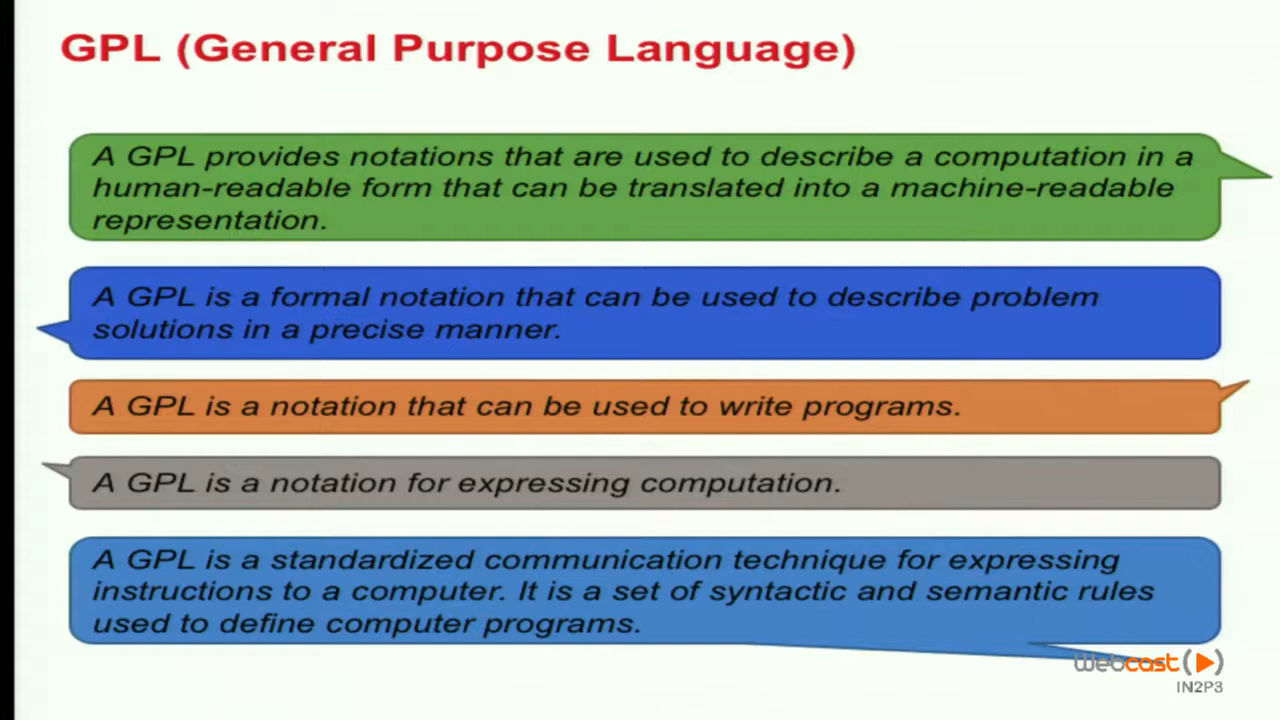 GPL (General Purpose Language)
A GPL provides notations that are used to describe a computation in a
human-readable form that can be translated into a machine-readable
representation.
A GPL is a formal notation that can be used to describe problem
solutions in a precise manner.
A GPL is a notation that can be used to write programs.
A GPL is a notation for expressing computation.
A GPL is a standardized communication technique for expressing
instructions to a computer. It is a set of syntactic and semantic rules
used to define computer programs.
Webcast
IN2P3